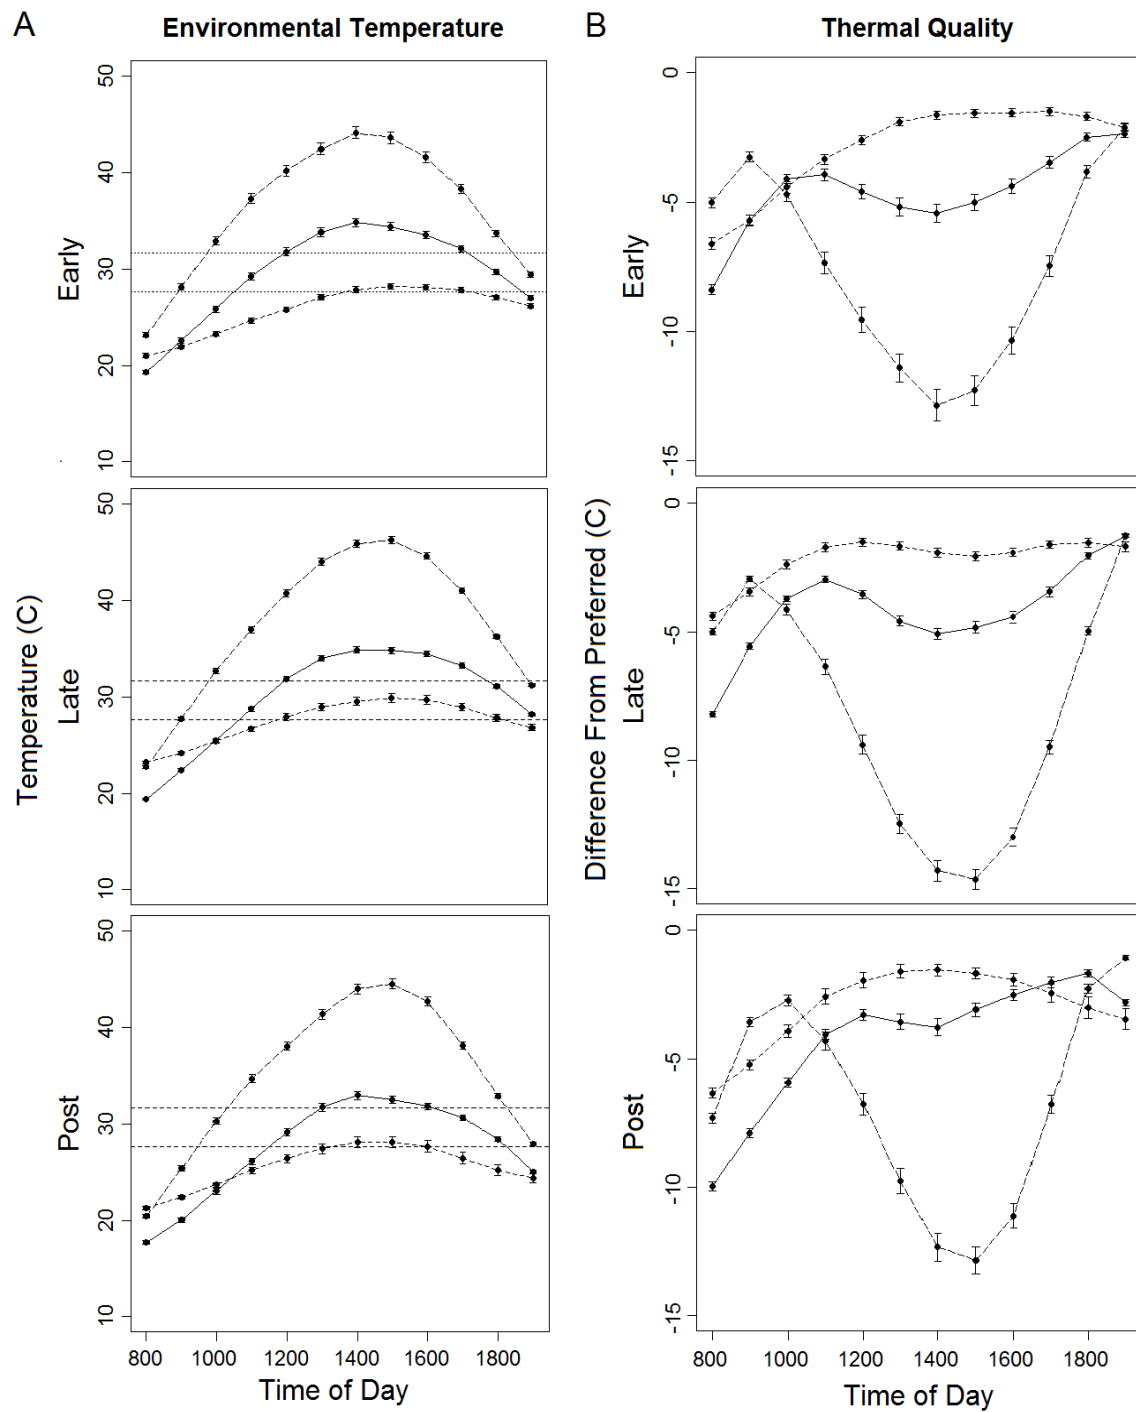 A
Environmental Temperature
B
Thermal Quality
50
40
30
20
10
Early
0
-5
-10
-15
Early
Temperature (C)
50
40
30
20
10
Late
Difference From Preferred (C)
0
-5
-10
-15
Late
50
40
30
20
10
Post
0
-5
-10
-15
Post
800 1000 1200 1400 1600 1800
Time of Day
800 1000 1200 1400 1600 1800
Time of Day